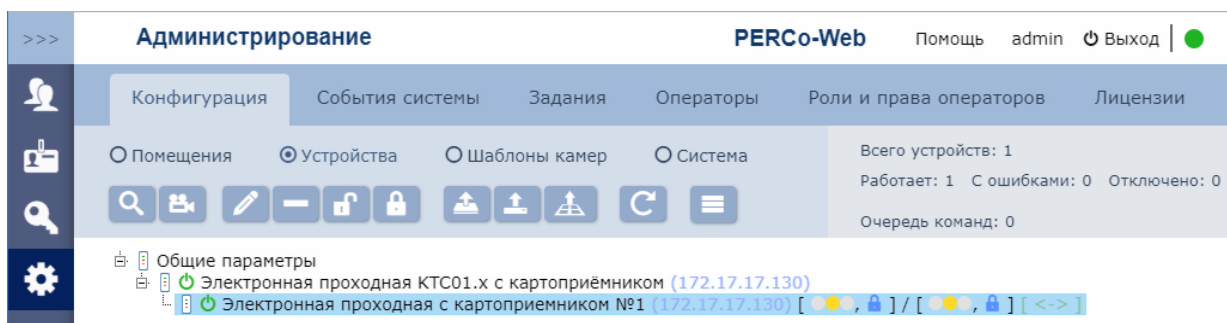 >>> Администрирование PERCo-Web Помощь admin Выход
Конфигурация События системы Задания Операторы Роли и права операторов Лицензии
Помещения Устройства Шаблоны камер Система
Всего устройств: 1
Работает: 1 С ошибками: 0 Отключено: 0
Очередь команд: 0
Общие параметры
Электронная проходная КТС01.x с картоприёмником (172.17.17.130)
Электронная проходная с картоприемником №1 (172.17.17.130) [ , ] / [ , ] [ <-> ]